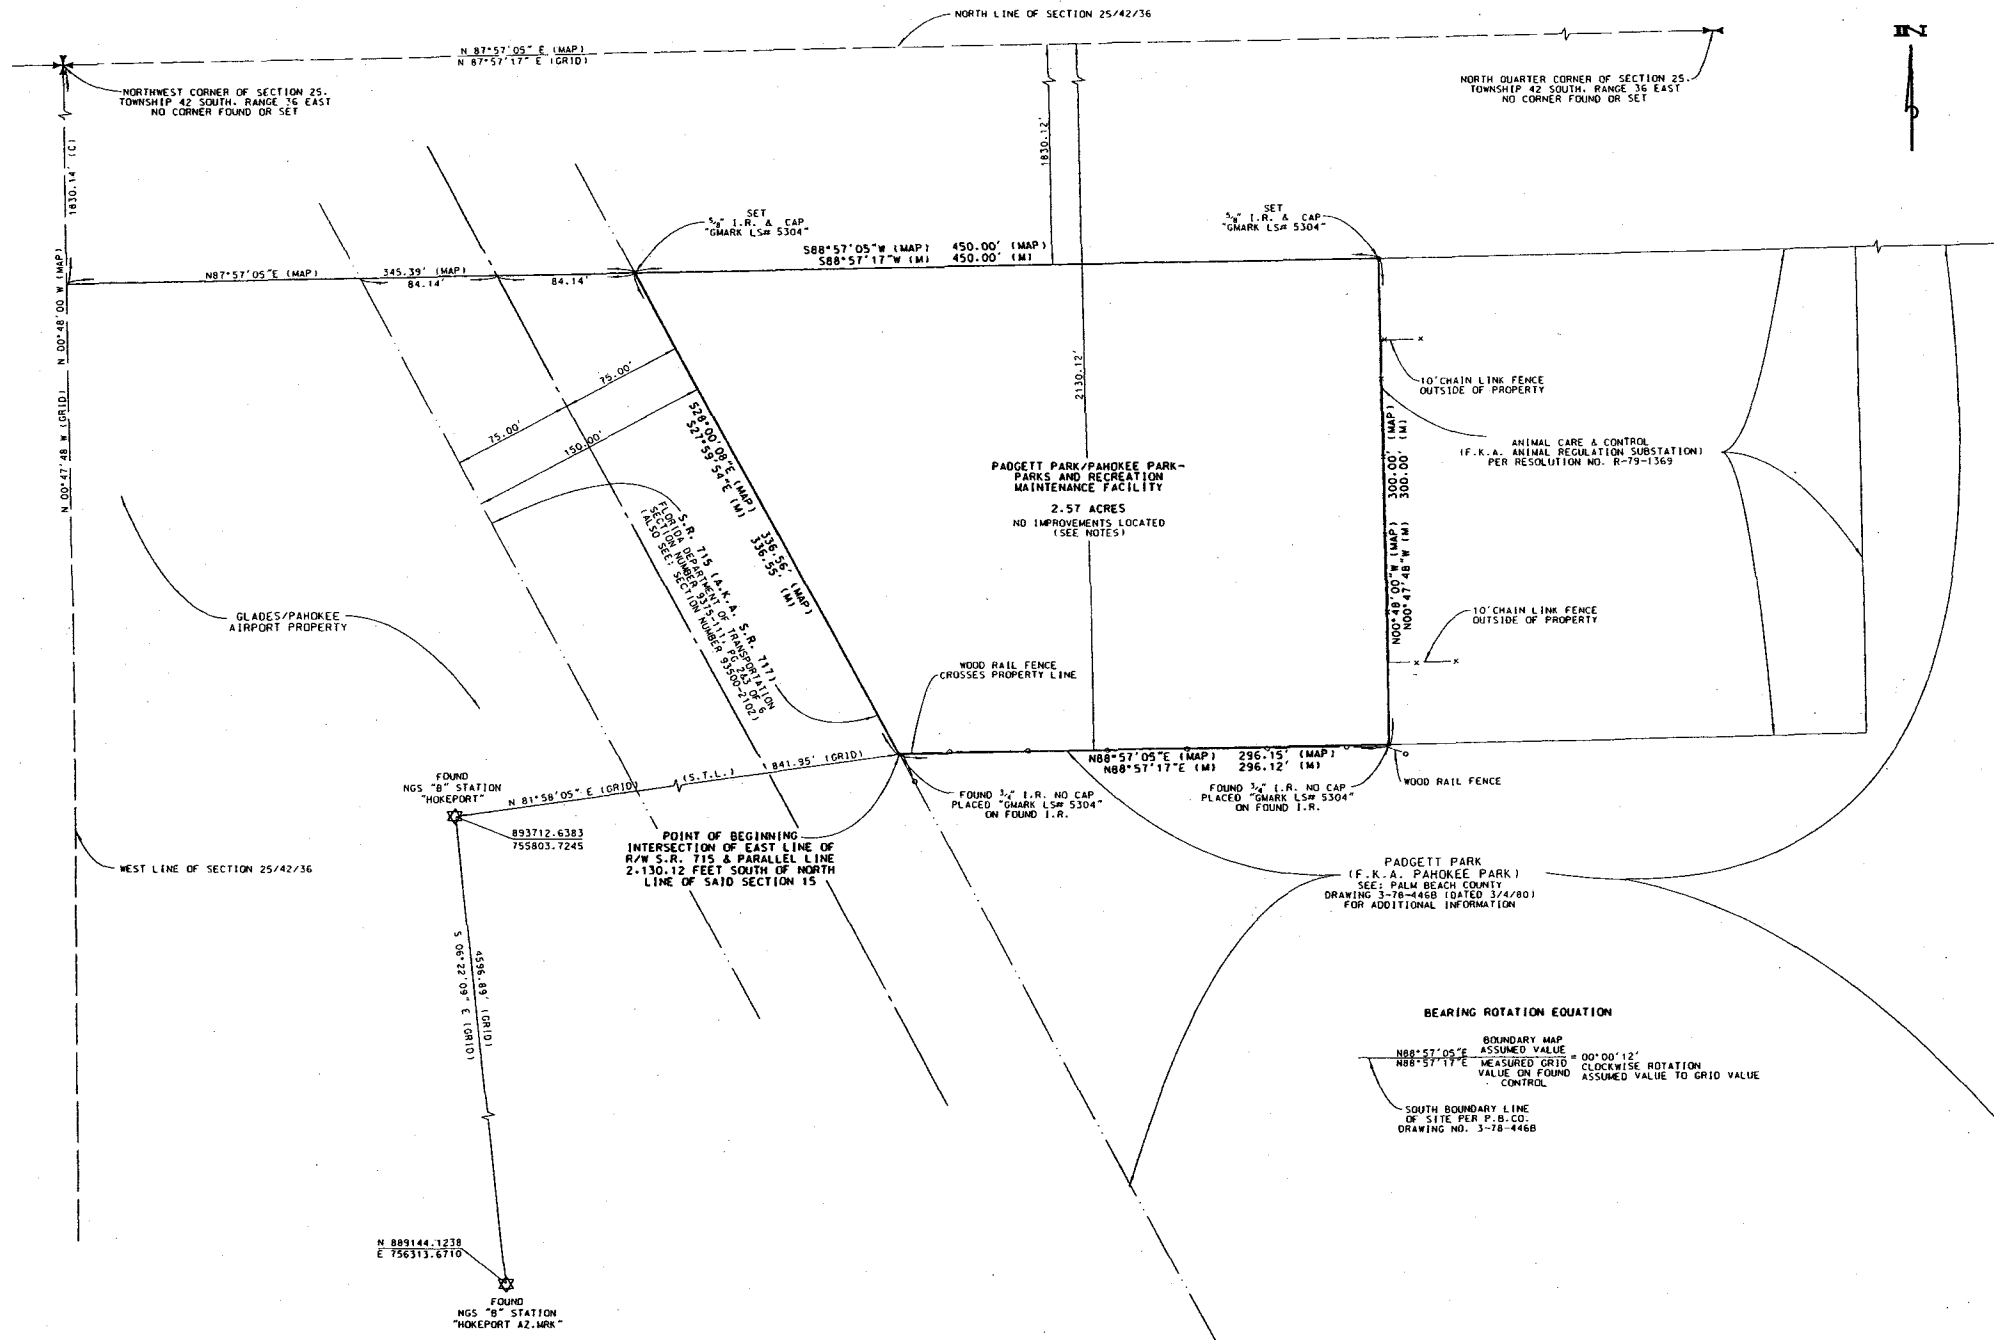 NORTH LINE OF SECTION 25/42/36
N 87°57'05" E (MAP)
N 87°57'17" E (GRID)
N
NORTHWEST CORNER OF SECTION 25,
TOWNSHIP 42 SOUTH, RANGE 36 EAST
NO CORNER FOUND OR SET
NORTH QUARTER CORNER OF SECTION 25,
TOWNSHIP 42 SOUTH, RANGE 36 EAST
NO CORNER FOUND OR SET
1830.14' (C)
1830.12'
SET
5/8" I.R. & CAP
"GMARK LS# 5304"
SET
5/8" I.R. & CAP
"GMARK LS# 5304"
S88°57'05"W (MAP) 450.00' (MAP)
S88°57'17"W (M) 450.00' (M)
N87°57'05"E (MAP) 345.39' (MAP)
84.14' 84.14'
N 00°47'48 W (GRID) N 00°48'00 W (MAP)
75.00'
75.00'
150.00'
2130.12'
S28°00'08"E (MAP) 336.56' (MAP)
S27°59'54"E (M) 336.55' (M)
S.R. 715 (A.K.A. S.R. 717)
FLORIDA DEPARTMENT OF TRANSPORTATION
SECTION NUMBER 9375-111, PG 2&3 OF 6
(ALSO SEE: SECTION NUMBER 93500-2102)
PADGETT PARK/PAHOKEE PARK-
PARKS AND RECREATION
MAINTENANCE FACILITY
2.57 ACRES
NO IMPROVEMENTS LOCATED
(SEE NOTES)
10'CHAIN LINK FENCE
OUTSIDE OF PROPERTY
ANIMAL CARE & CONTROL
(F.K.A. ANIMAL REGULATION SUBSTATION)
PER RESOLUTION NO. R-79-1369
N00°48'00"W (MAP) 300.00' (MAP)
N00°47'48"W (M) 300.00' (M)
10'CHAIN LINK FENCE
OUTSIDE OF PROPERTY
GLADES/PAHOKEE
AIRPORT PROPERTY
WOOD RAIL FENCE
CROSSES PROPERTY LINE
N88°57'05"E (MAP) 296.15' (MAP)
N88°57'17"E (M) 296.12' (M)
FOUND
NGS "B" STATION
"HOKEPORT"
N 81°58'05" E (GRID) (S.T.L.) 841.95' (GRID)
FOUND 3/4" I.R. NO CAP
PLACED "GMARK LS# 5304"
ON FOUND I.R.
FOUND 3/4" I.R. NO CAP
PLACED "GMARK LS# 5304"
ON FOUND I.R.
WOOD RAIL FENCE
893712.6383
755803.7245
POINT OF BEGINNING
INTERSECTION OF EAST LINE OF
R/W S.R. 715 & PARALLEL LINE
2,130.12 FEET SOUTH OF NORTH
LINE OF SAID SECTION 15
WEST LINE OF SECTION 25/42/36
PADGETT PARK
(F.K.A. PAHOKEE PARK)
SEE: PALM BEACH COUNTY
DRAWING 3-78-446B (DATED 3/4/80)
FOR ADDITIONAL INFORMATION
4596.89' (GRID)
S 06°22'09" E (GRID)
BEARING ROTATION EQUATION
N88°57'05"E BOUNDARY MAP ASSUMED VALUE
N88°57'17"E MEASURED GRID VALUE ON FOUND CONTROL
= 00°00'12'
CLOCKWISE ROTATION
ASSUMED VALUE TO GRID VALUE
SOUTH BOUNDARY LINE
OF SITE PER P.B.CO.
DRAWING NO. 3-78-446B
N 889144.1238
E 756313.6710
FOUND
NGS "B" STATION
"HOKEPORT AZ.MRK"